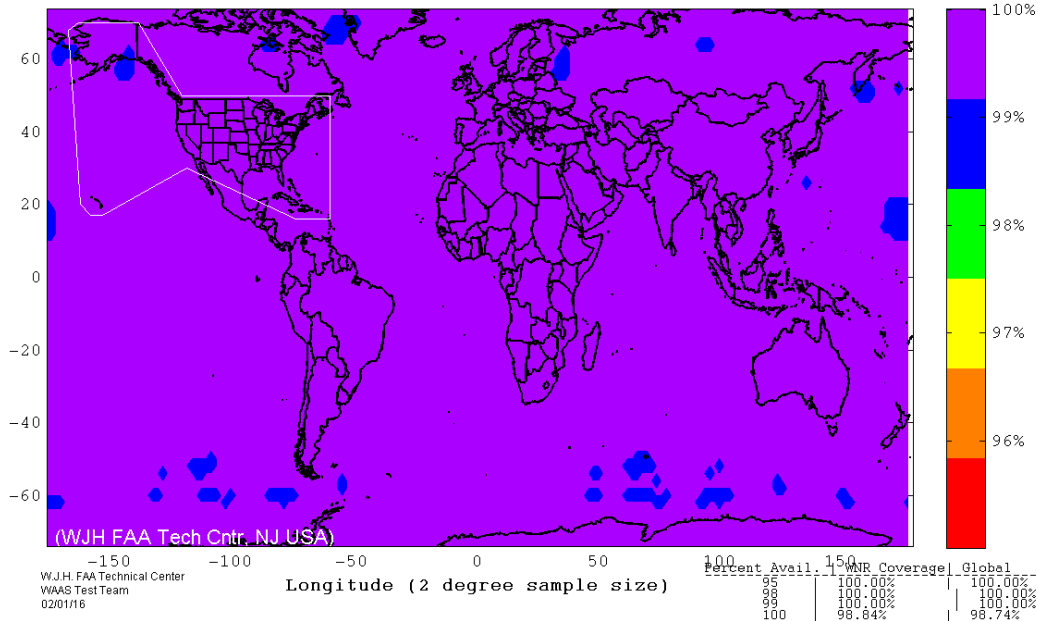 60
40
20
0
−20
−40
−60
−150
−100
−50
0
50
100
150
100%
99%
98%
97%
96%
(WJH FAA Tech Cntr, NJ USA)
W.J.H. FAA Technical Center
WAAS Test Team
02/01/16
Longitude (2 degree sample size)
Percent Avail. | WNR Coverage| Global
95 | 100.00% | 100.00%
98 | 100.00% | 100.00%
99 | 100.00% | 100.00%
100 | 98.84% | 98.74%